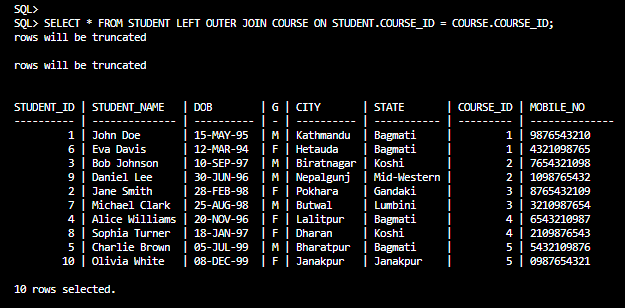 SQL>
SQL> SELECT * FROM STUDENT LEFT OUTER JOIN COURSE ON STUDENT.COURSE_ID = COURSE.COURSE_ID;
rows will be truncated
rows will be truncated
STUDENT_ID | STUDENT_NAME | DOB | G | CITY | STATE | COURSE_ID | MOBILE_NO
---------- | -------------- | --------- | - | ---------- | ----------- | ---------- | ---------------
1 | John Doe | 15-MAY-95 | M | Kathmandu | Bagmati | 1 | 9876543210
6 | Eva Davis | 12-MAR-94 | F | Hetauda | Bagmati | 1 | 4321098765
3 | Bob Johnson | 10-SEP-97 | M | Biratnagar | Koshi | 2 | 7654321098
9 | Daniel Lee | 30-JUN-96 | M | Nepalgunj | Mid-Western | 2 | 1098765432
2 | Jane Smith | 28-FEB-98 | F | Pokhara | Gandaki | 3 | 8765432109
7 | Michael Clark | 25-AUG-98 | M | Butwal | Lumbini | 3 | 3210987654
4 | Alice Williams | 20-NOV-96 | F | Lalitpur | Bagmati | 4 | 6543210987
8 | Sophia Turner | 18-JAN-97 | F | Dharan | Koshi | 4 | 2109876543
5 | Charlie Brown | 05-JUL-99 | M | Bharatpur | Bagmati | 5 | 5432109876
10 | Olivia White | 08-DEC-99 | F | Janakpur | Janakpur | 5 | 0987654321
10 rows selected.